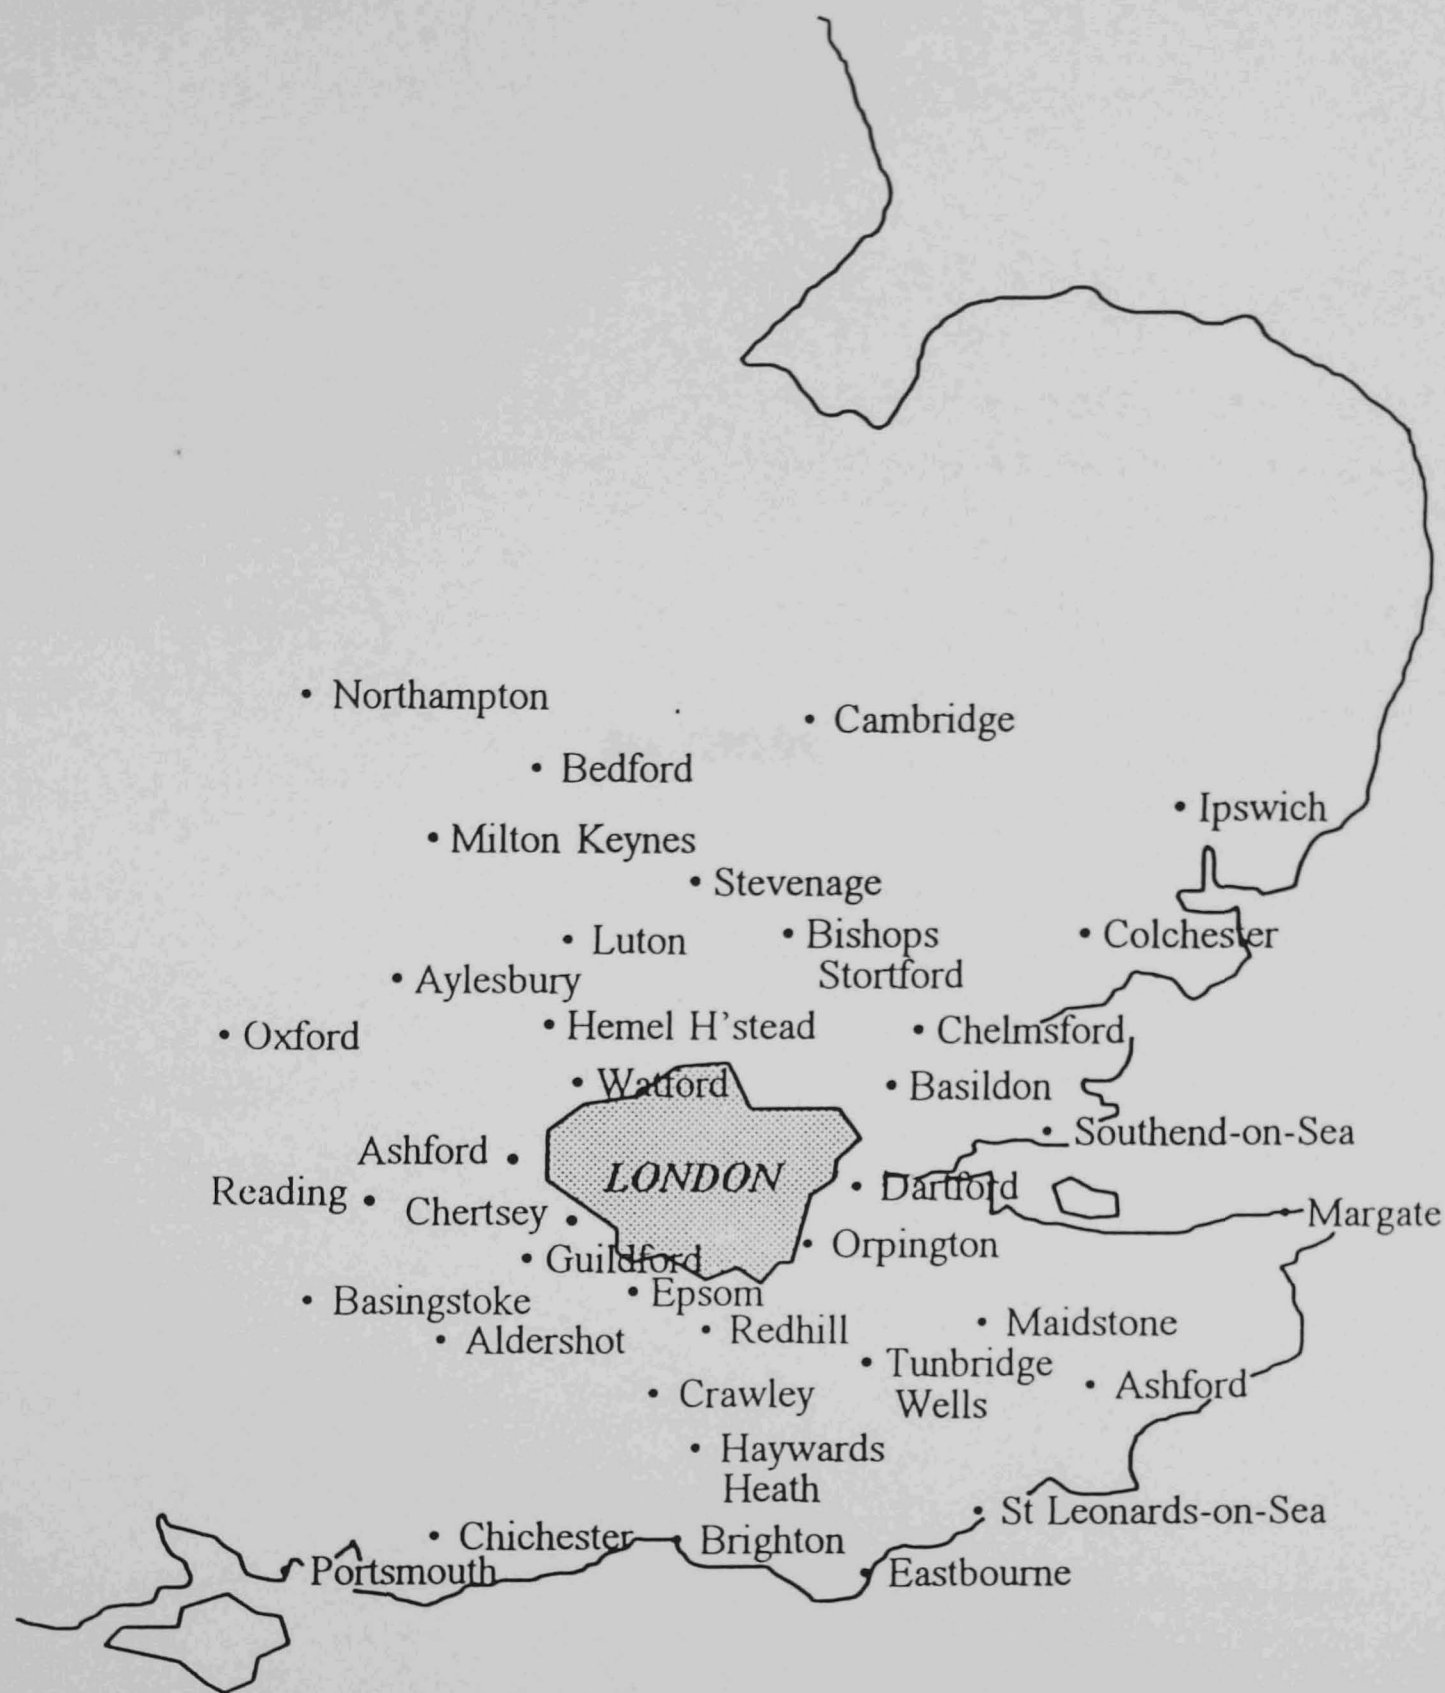 Northampton
Cambridge
Bedford
Ipswich
Milton Keynes
Stevenage
Luton
Bishops
Stortford
Colchester
Aylesbury
Oxford
Hemel H'stead
Chelmsford
Watford
Basildon
Southend-on-Sea
Ashford
LONDON
Reading
Dartford
Chertsey
Margate
Guildford
Orpington
Basingstoke
Epsom
Aldershot
Redhill
Maidstone
Tunbridge
Wells
Crawley
Ashford
Haywards
Heath
St Leonards-on-Sea
Chichester
Brighton
Portsmouth
Eastbourne